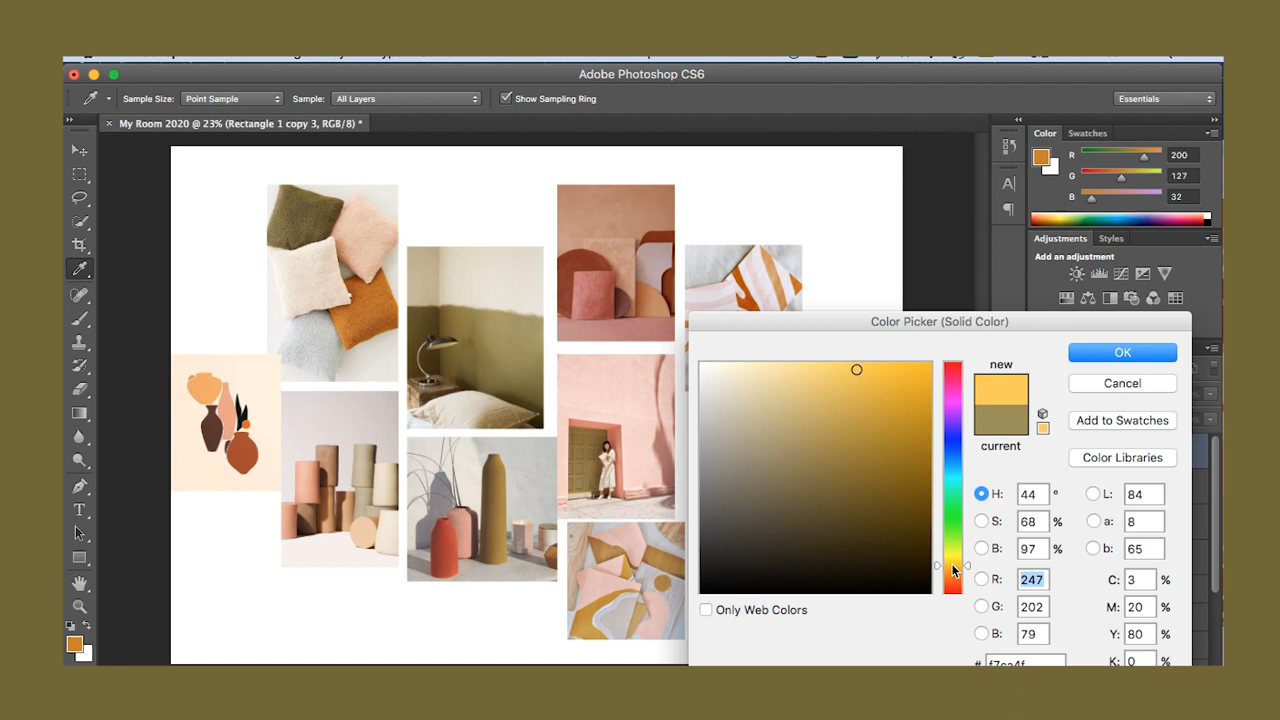 Adobe Photoshop CS6
Sample Size: Point Sample Sample: All Layers Show Sampling Ring Essentials
× My Room 2020 @ 23% (Rectangle 1 copy 3, RGB/8) *
Color Swatches
R 200
G 127
B 32
Adjustments Styles
Add an adjustment
Color Picker (Solid Color)
new
current
OK
Cancel
Add to Swatches
Color Libraries
H: 44 ° L: 84
S: 68 % a: 8
B: 97 % b: 65
R: 247 C: 3 %
G: 202 M: 20 %
B: 79 Y: 80 %
# f7ca4f K: 0 %
Only Web Colors